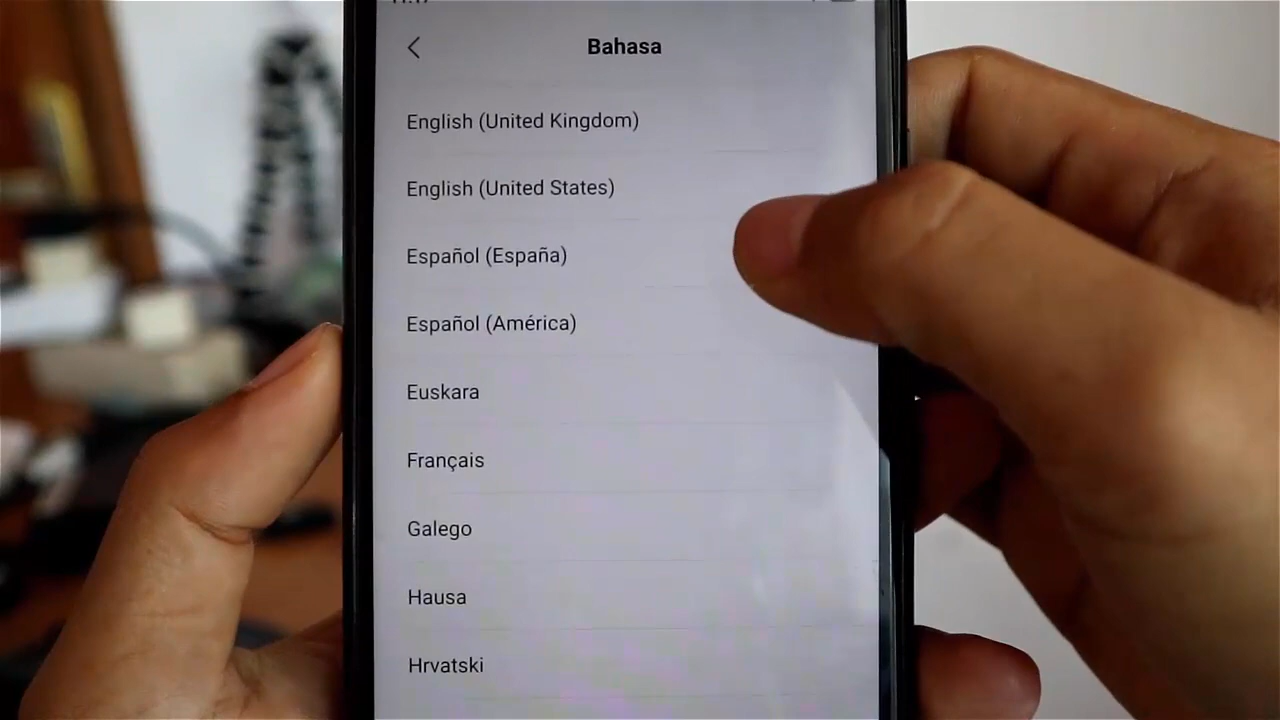 Bahasa
English (United Kingdom)
English (United States)
Español (España)
Español (América)
Euskara
Français
Galego
Hausa
Hrvatski